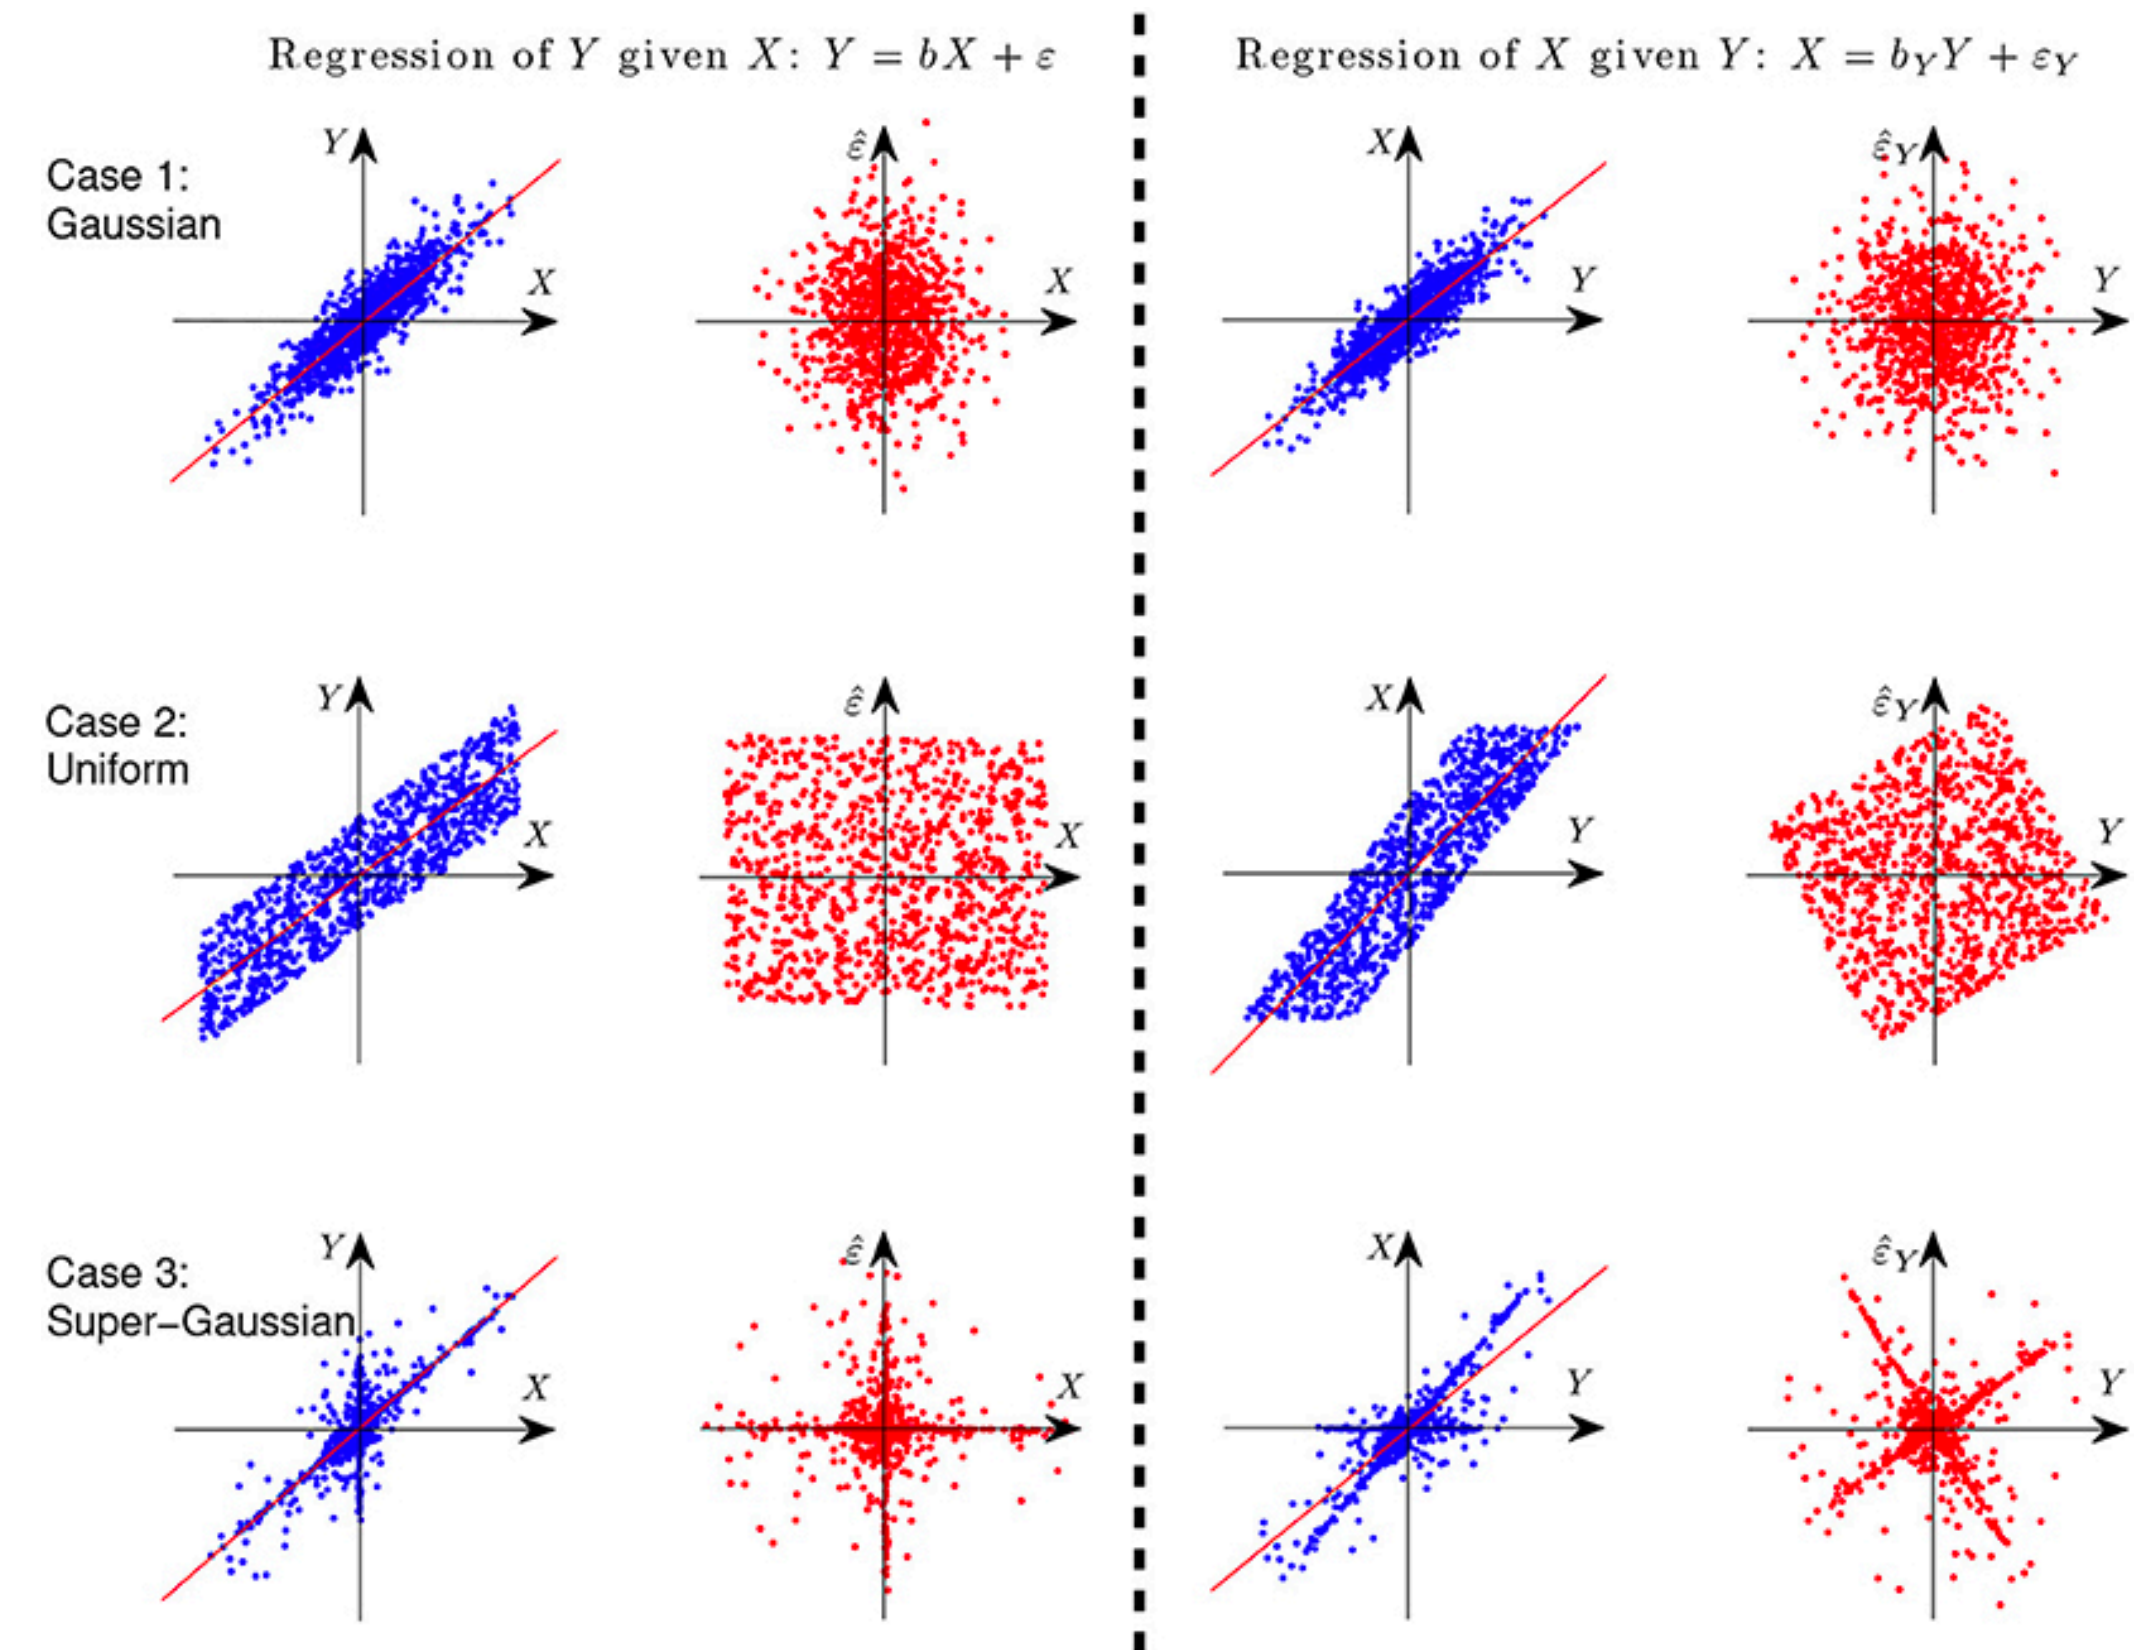 Regression of Y given X: Y = bX + ε
Regression of X given Y: X = b_Y Y + ε_Y
Case 1:
Gaussian
Y
X
ε̂
X
X
Y
ε̂_Y
Y
Case 2:
Uniform
Y
X
ε̂
X
X
Y
ε̂_Y
Y
Case 3:
Super-Gaussian
Y
X
ε̂
X
X
Y
ε̂_Y
Y